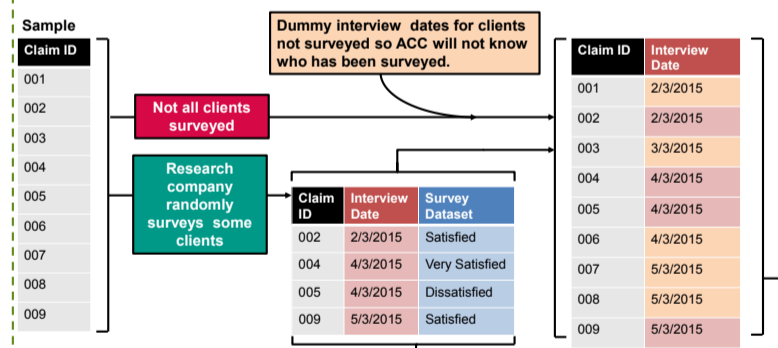 Sample
Claim ID
001
002
003
004
005
006
007
008
009
Not all clients
surveyed
Research
company
randomly
surveys some
clients
Dummy interview dates for clients
not surveyed so ACC will not know
who has been surveyed.
Claim ID Interview Date Survey Dataset
002 2/3/2015 Satisfied
004 4/3/2015 Very Satisfied
005 4/3/2015 Dissatisfied
009 5/3/2015 Satisfied
Claim ID Interview Date
001 2/3/2015
002 2/3/2015
003 3/3/2015
004 4/3/2015
005 4/3/2015
006 4/3/2015
007 5/3/2015
008 5/3/2015
009 5/3/2015